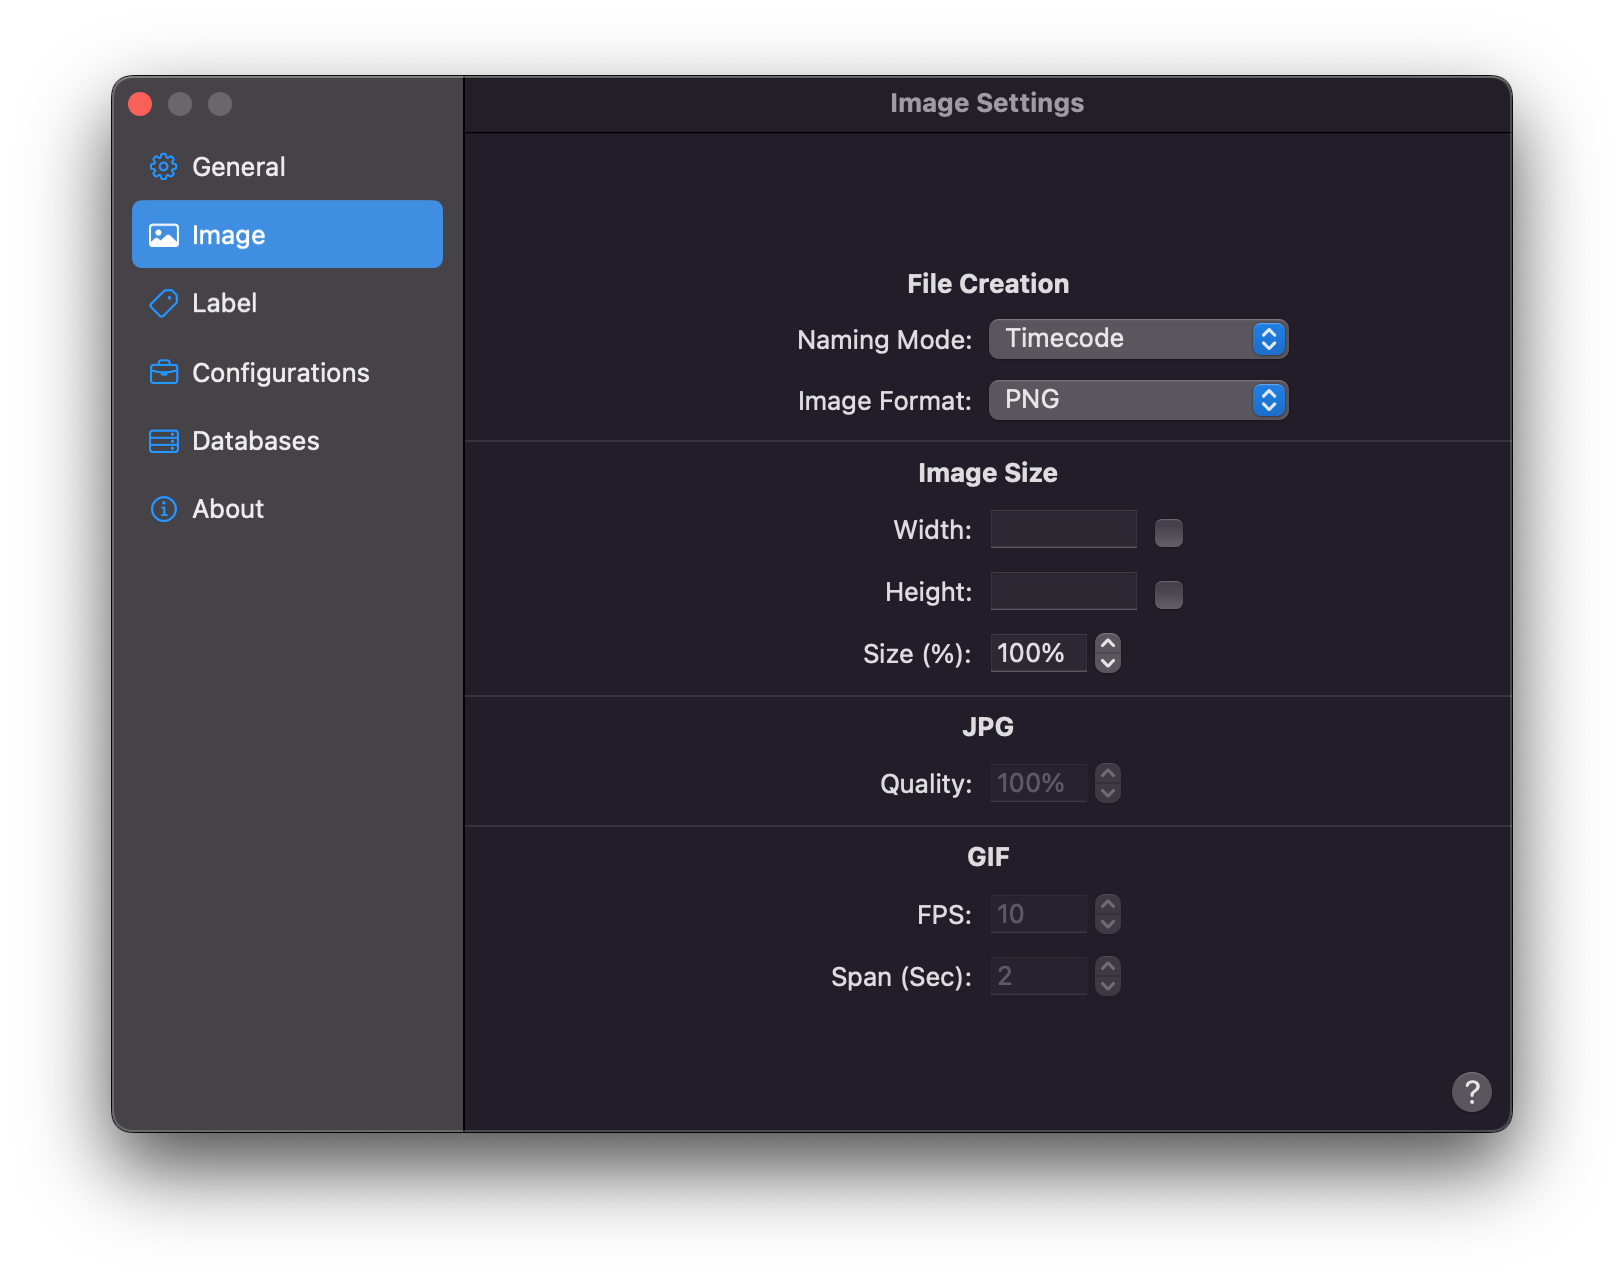 Image Settings
General
Image
Label
Configurations
Databases
About
File Creation
Naming Mode: Timecode
Image Format: PNG
Image Size
Width:
Height:
Size (%): 100%
JPG
Quality: 100%
GIF
FPS: 10
Span (Sec): 2
?